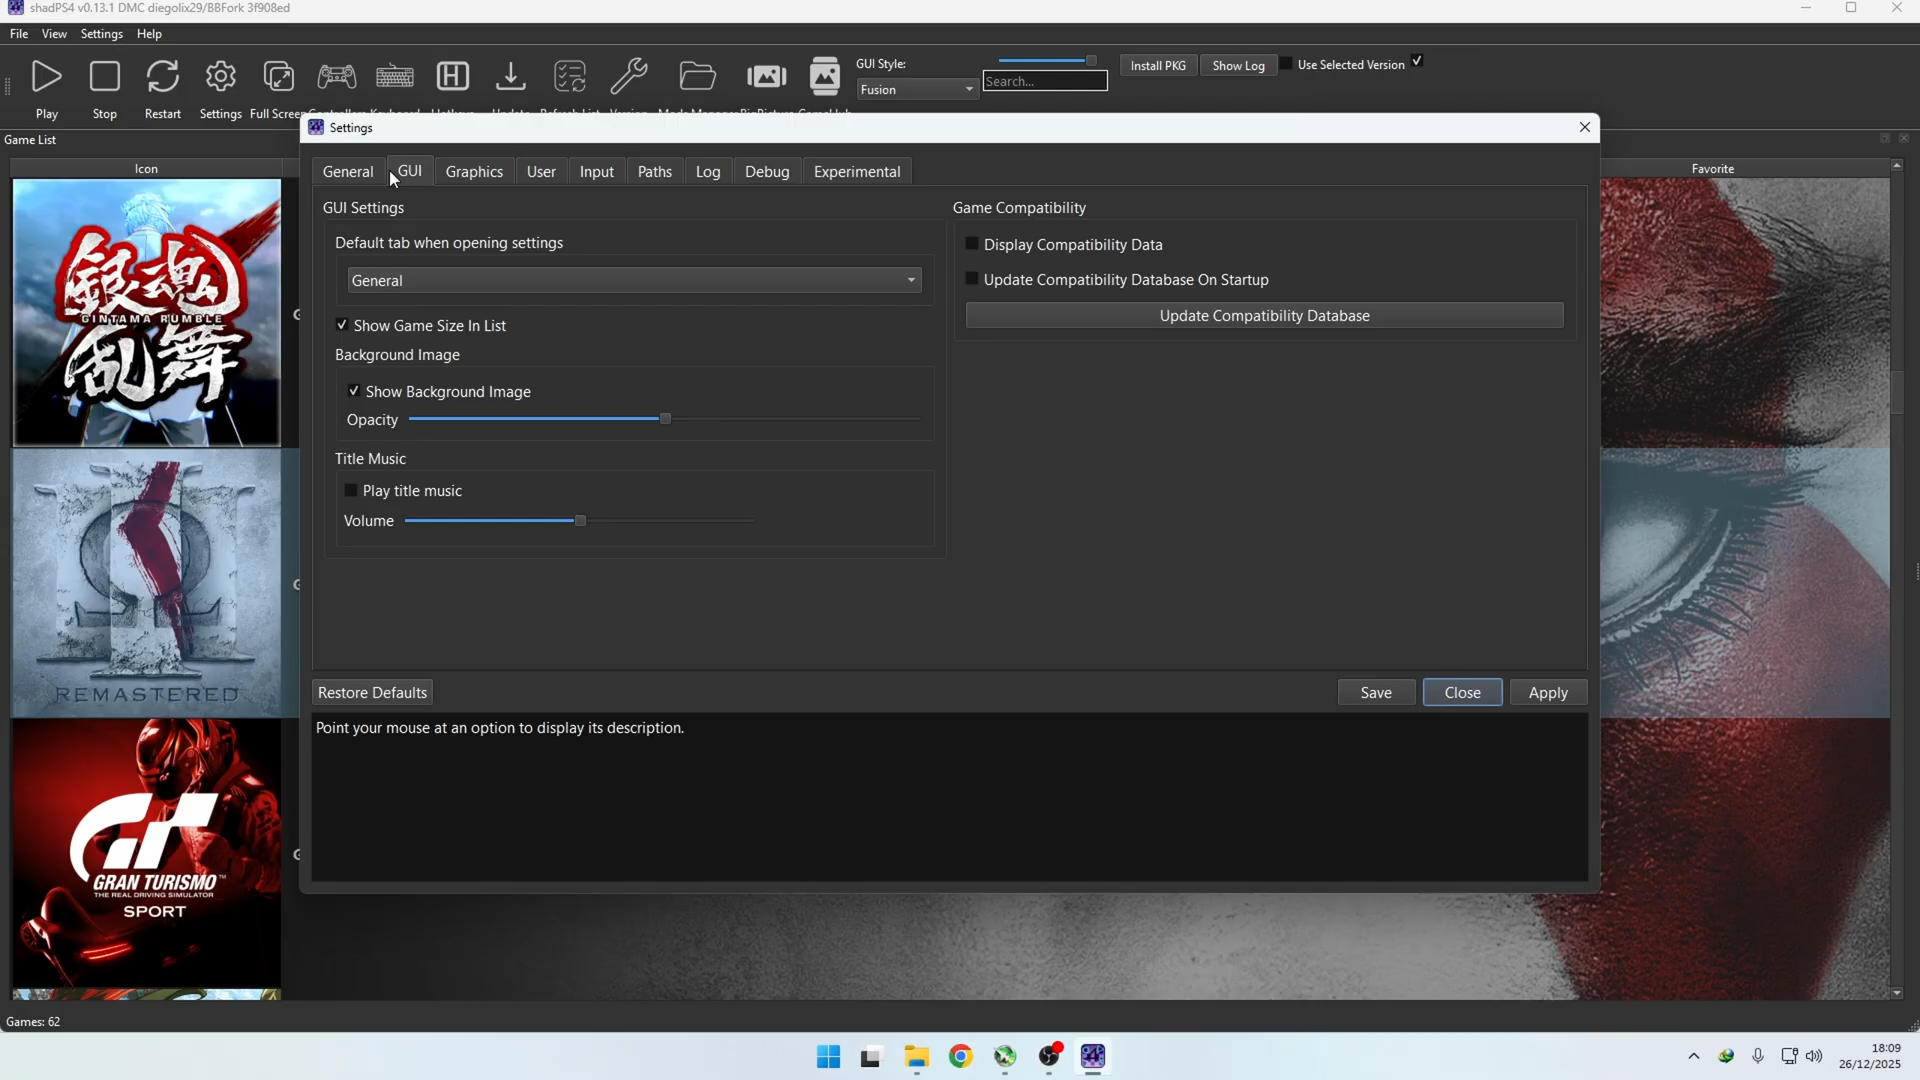 shadPS4 v0.13.1 DMC diegolix29/BBFork 3f908ed
File View Settings Help
GUI Style:
Fusion
Search...
Install PKG
Show Log
Use Selected Version
Play
Stop
Restart
Settings
Full Screen
Game List
Icon
Favorite
Settings
General GUI Graphics User Input Paths Log Debug Experimental
GUI Settings
Default tab when opening settings
General
Show Game Size In List
Background Image
Show Background Image
Opacity
Title Music
Play title music
Volume
Game Compatibility
Display Compatibility Data
Update Compatibility Database On Startup
Update Compatibility Database
Restore Defaults
Save
Close
Apply
Point your mouse at an option to display its description.
銀魂
GINTAMA RUMBLE
乱舞
REMASTERED
GT
GRAN TURISMO
THE REAL DRIVING SIMULATOR
SPORT
Games: 62
18:09
26/12/2025